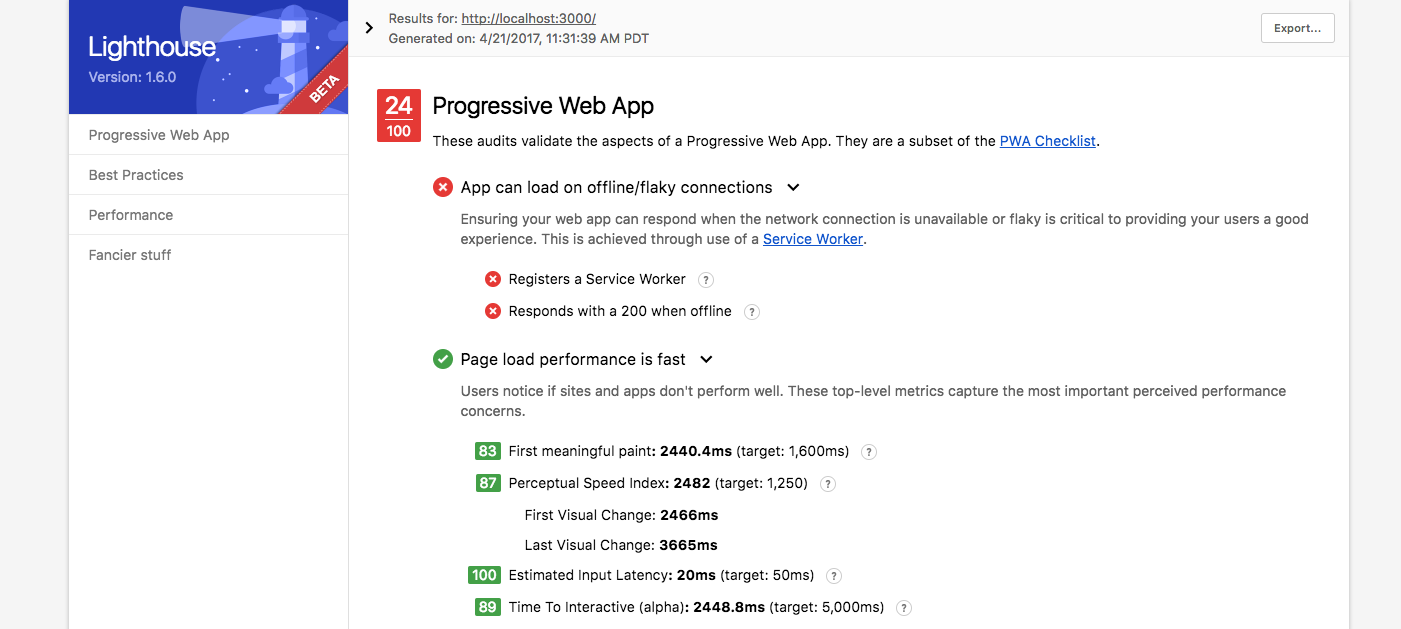 Lighthouse
Version: 1.6.0
BETA
Progressive Web App
Best Practices
Performance
Fancier stuff
Results for: http://localhost:3000/
Generated on: 4/21/2017, 11:31:39 AM PDT
Export...
24
100
Progressive Web App
These audits validate the aspects of a Progressive Web App. They are a subset of the PWA Checklist.
App can load on offline/flaky connections
Ensuring your web app can respond when the network connection is unavailable or flaky is critical to providing your users a good
experience. This is achieved through use of a Service Worker.
Registers a Service Worker ?
Responds with a 200 when offline ?
Page load performance is fast
Users notice if sites and apps don't perform well. These top-level metrics capture the most important perceived performance
concerns.
83 First meaningful paint: 2440.4ms (target: 1,600ms) ?
87 Perceptual Speed Index: 2482 (target: 1,250) ?
First Visual Change: 2466ms
Last Visual Change: 3665ms
100 Estimated Input Latency: 20ms (target: 50ms) ?
89 Time To Interactive (alpha): 2448.8ms (target: 5,000ms) ?